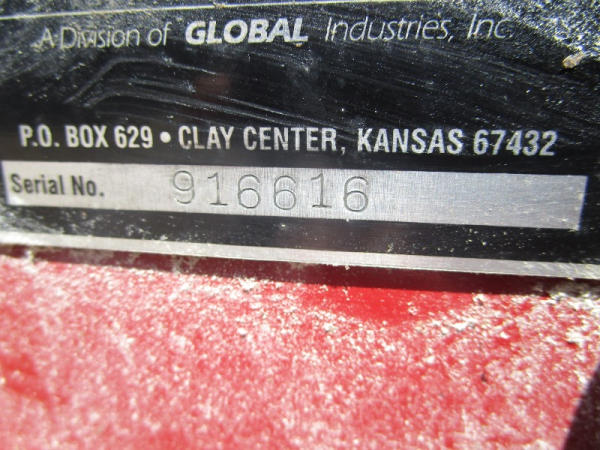 A Division of GLOBAL Industries, Inc.
P.O. BOX 629 • CLAY CENTER, KANSAS 67432
Serial No. 916616